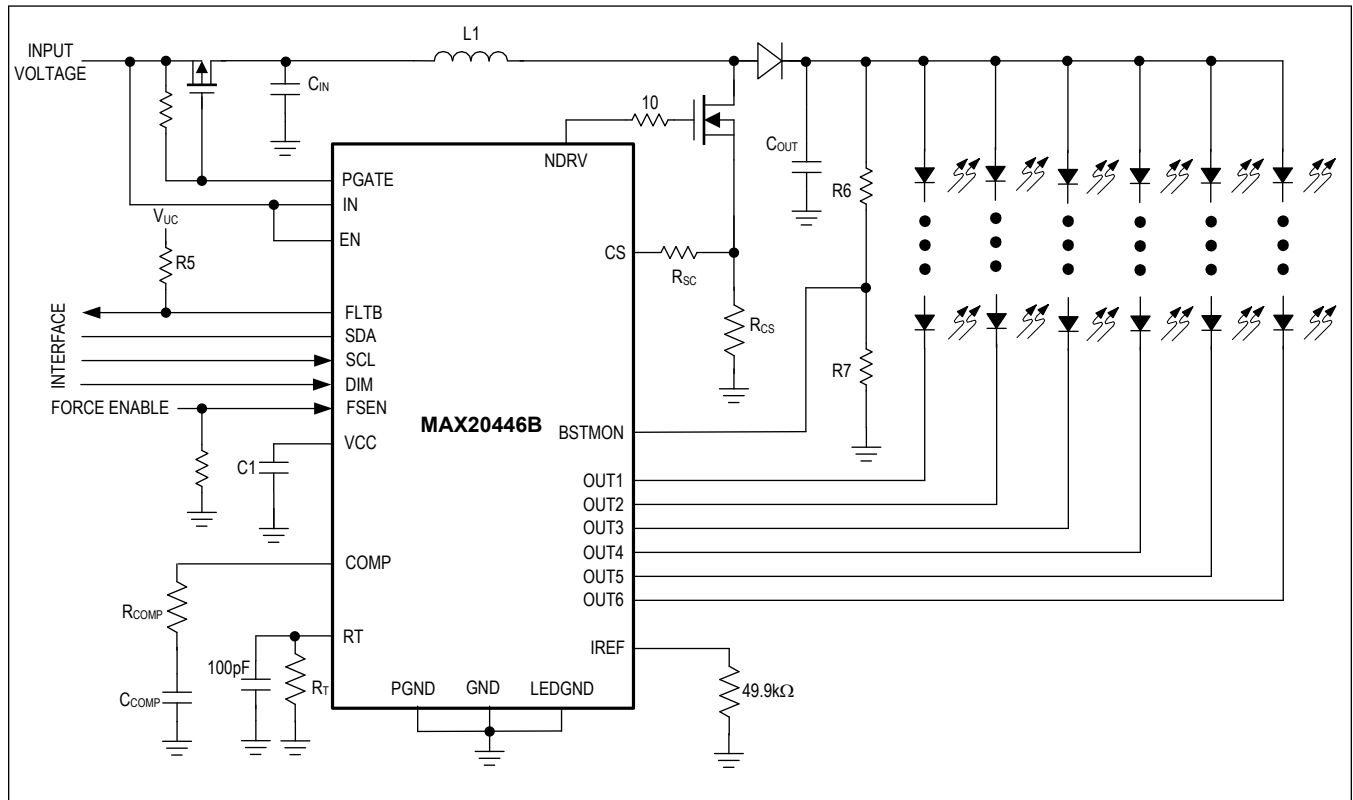 INPUT
VOLTAGE
L1
CIN
10
NDRV
COUT
R6
PGATE
IN
EN
VUC
R5
CS
RSC
RCS
R7
INTERFACE
FLTB
SDA
SCL
DIM
FORCE ENABLE
FSEN
MAX20446B
BSTMON
VCC
C1
OUT1
OUT2
OUT3
OUT4
OUT5
OUT6
COMP
RCOMP
CCOMP
RT
100pF
RT
PGND
GND
LEDGND
IREF
49.9kΩ